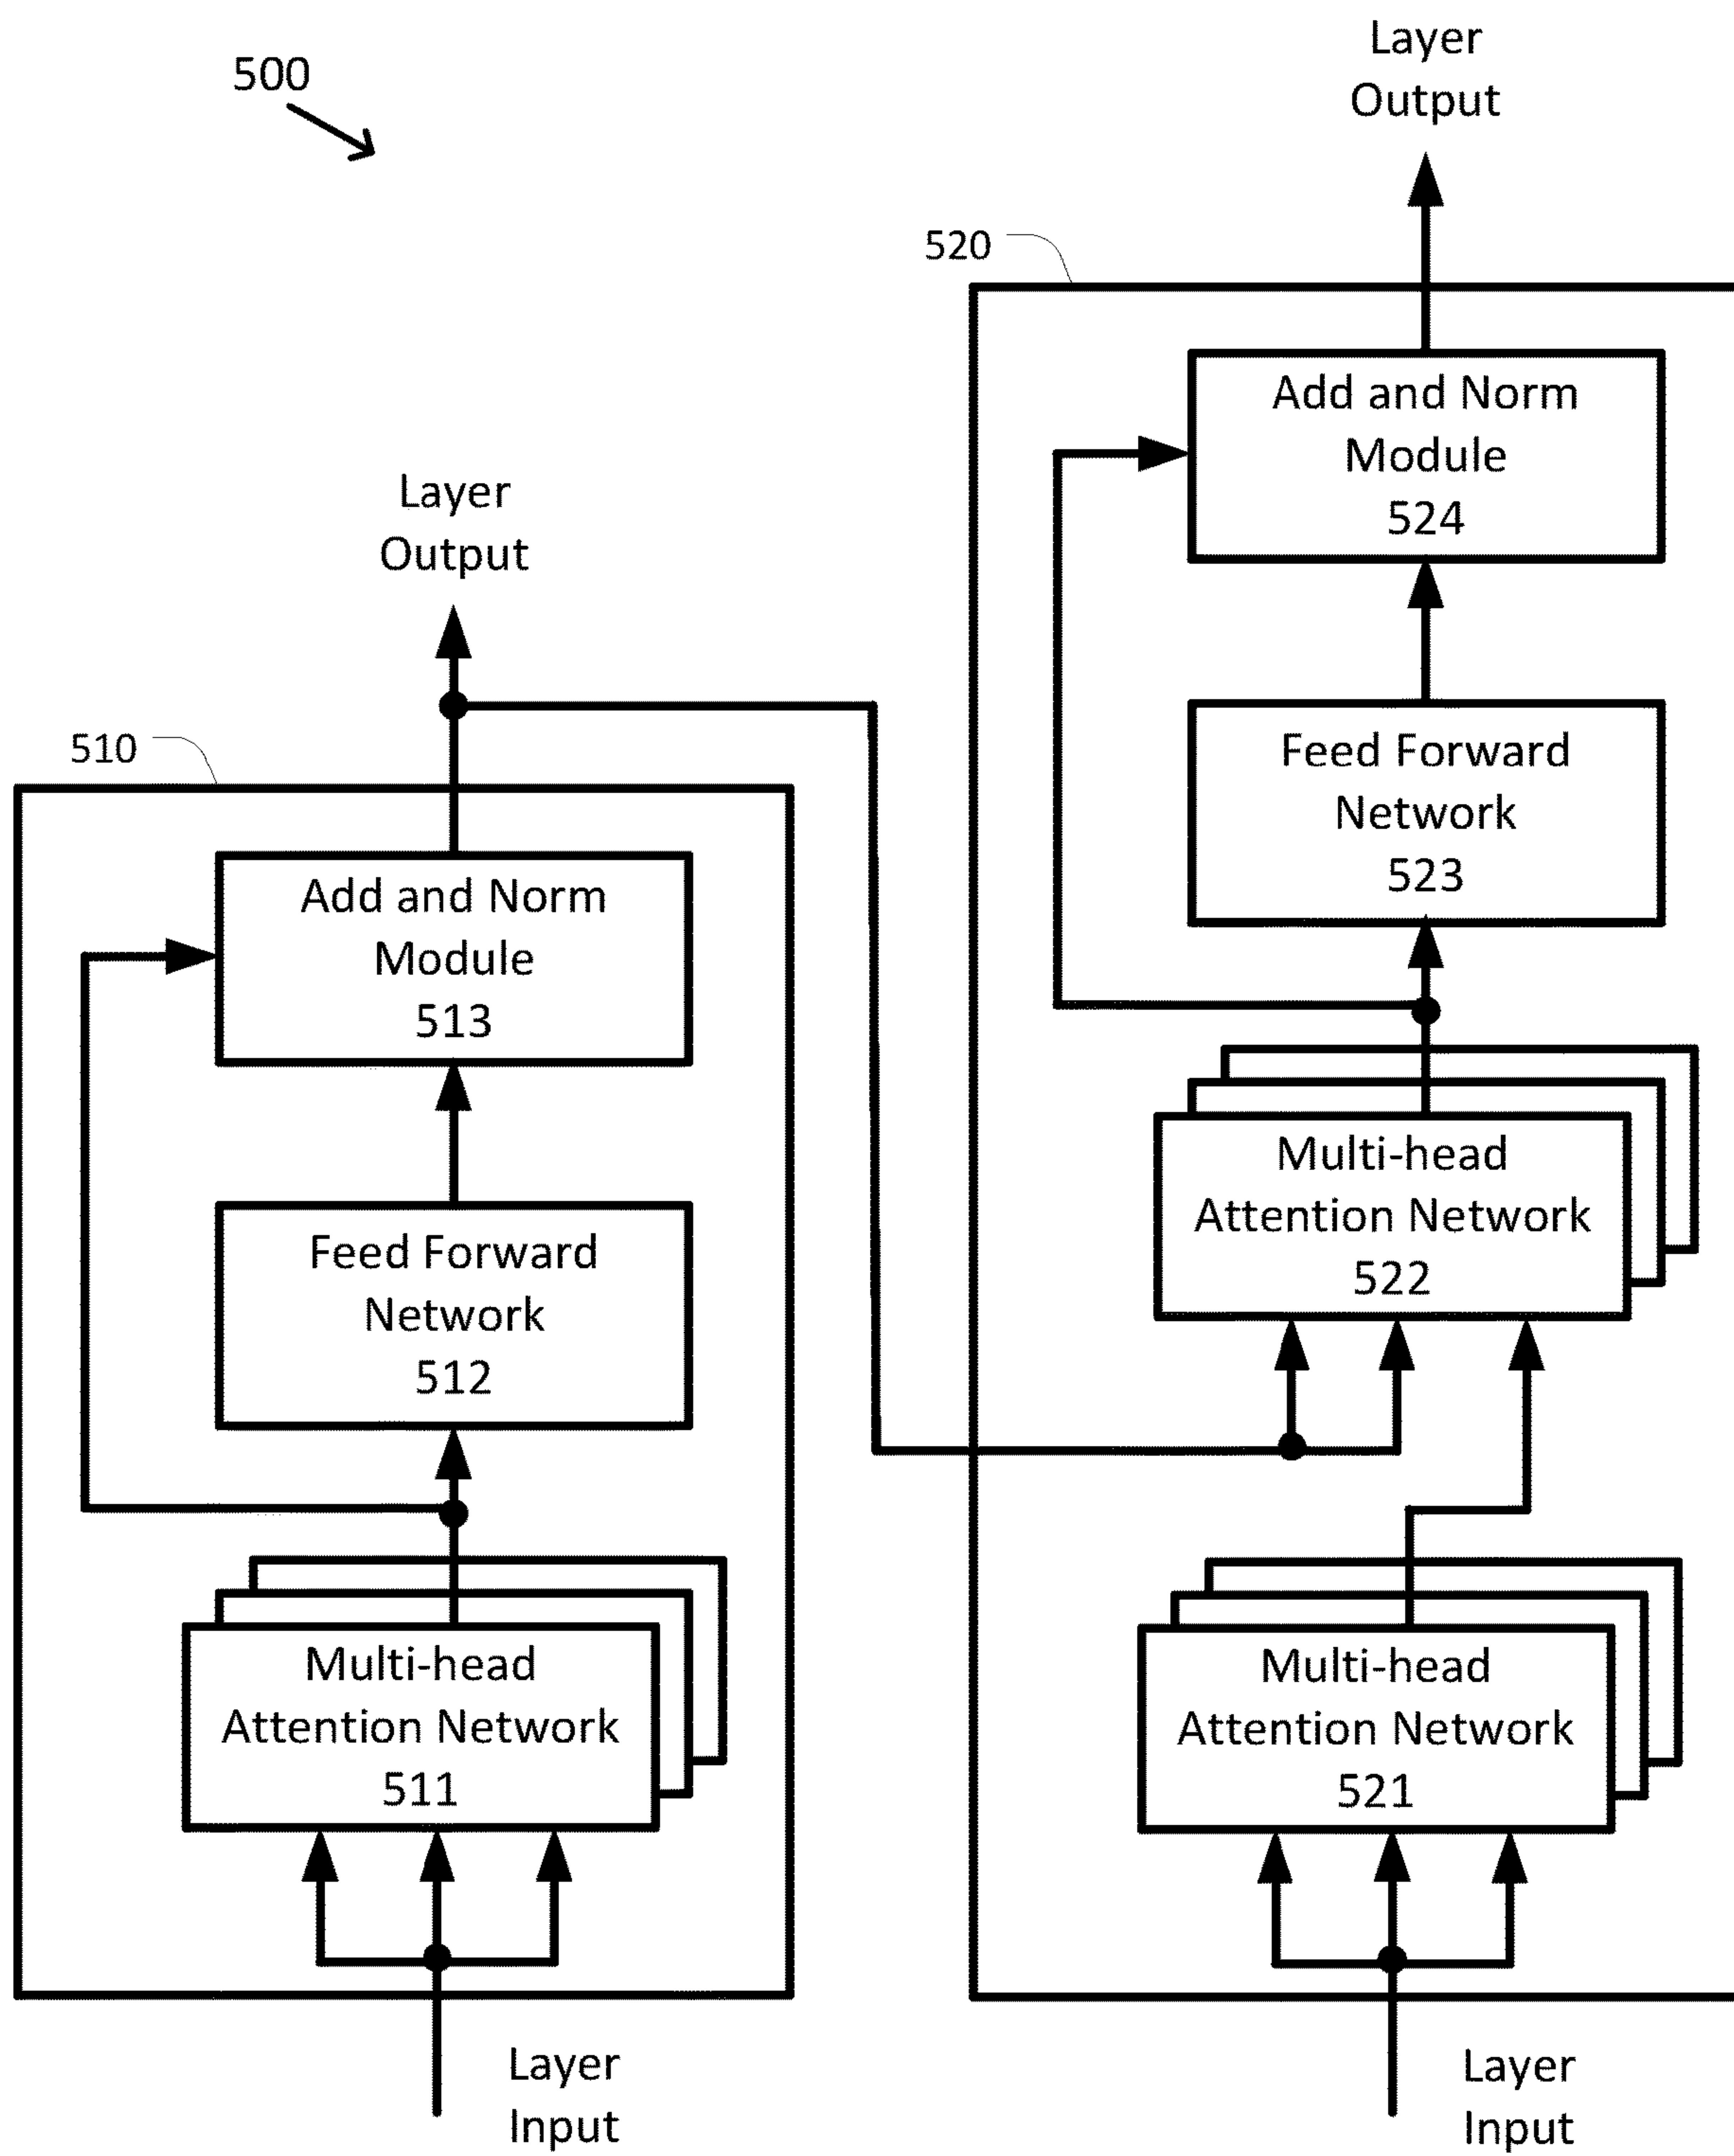 500
Layer
Output
520
Add and Norm
Module
524
Layer
Output
Feed Forward
Network
523
510
Add and Norm
Module
513
Multi-head
Attention Network
522
Feed Forward
Network
512
Multi-head
Attention Network
511
Multi-head
Attention Network
521
Layer
Input
Layer
Input